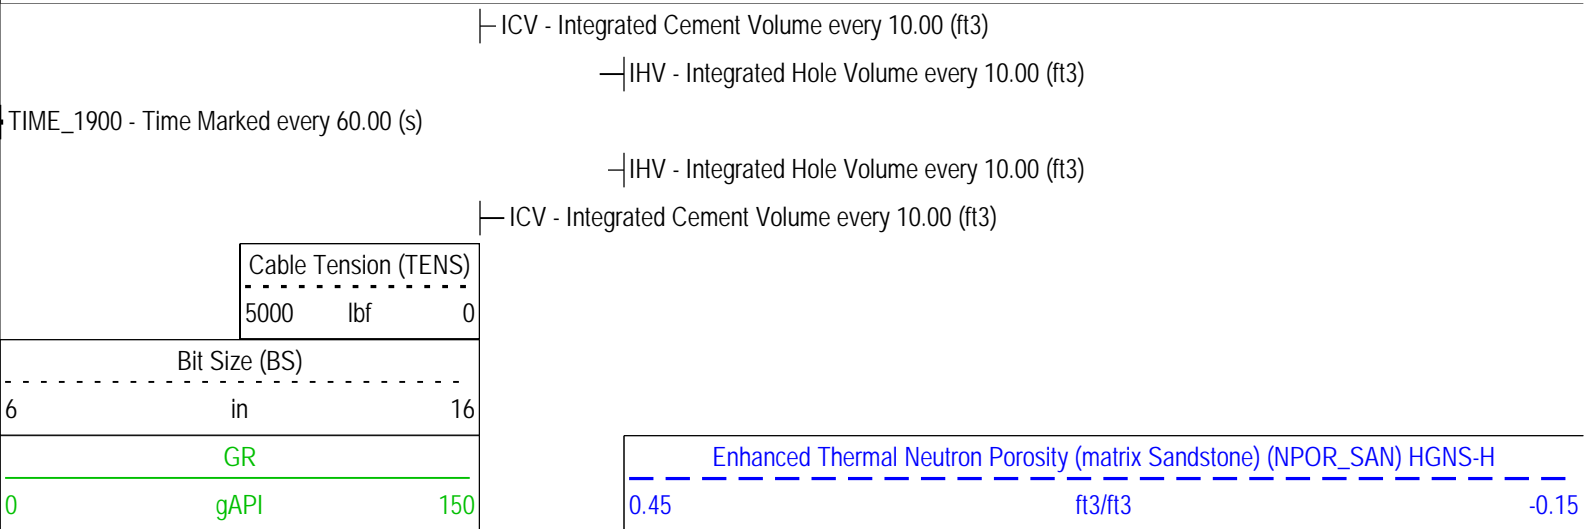 ICV - Integrated Cement Volume every 10.00 (ft3)
IHV - Integrated Hole Volume every 10.00 (ft3)
TIME_1900 - Time Marked every 60.00 (s)
IHV - Integrated Hole Volume every 10.00 (ft3)
ICV - Integrated Cement Volume every 10.00 (ft3)
Cable Tension (TENS)
5000 lbf 0
Bit Size (BS)
6 in 16
GR
0 gAPI 150
Enhanced Thermal Neutron Porosity (matrix Sandstone) (NPOR_SAN) HGNS-H
0.45 ft3/ft3 -0.15